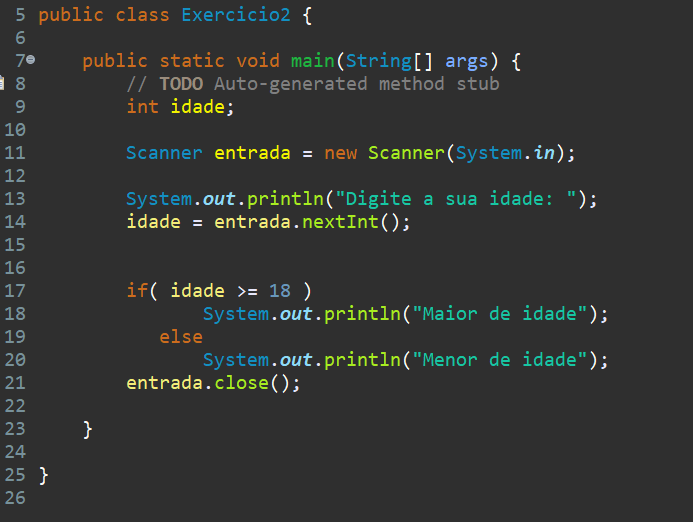 5 public class Exercicio2 {
6
7 public static void main(String[] args) {
8 // TODO Auto-generated method stub
9 int idade;
10
11 Scanner entrada = new Scanner(System.in);
12
13 System.out.println("Digite a sua idade: ");
14 idade = entrada.nextInt();
15
16
17 if( idade >= 18 )
18 System.out.println("Maior de idade");
19 else
20 System.out.println("Menor de idade");
21 entrada.close();
22
23 }
24
25 }
26